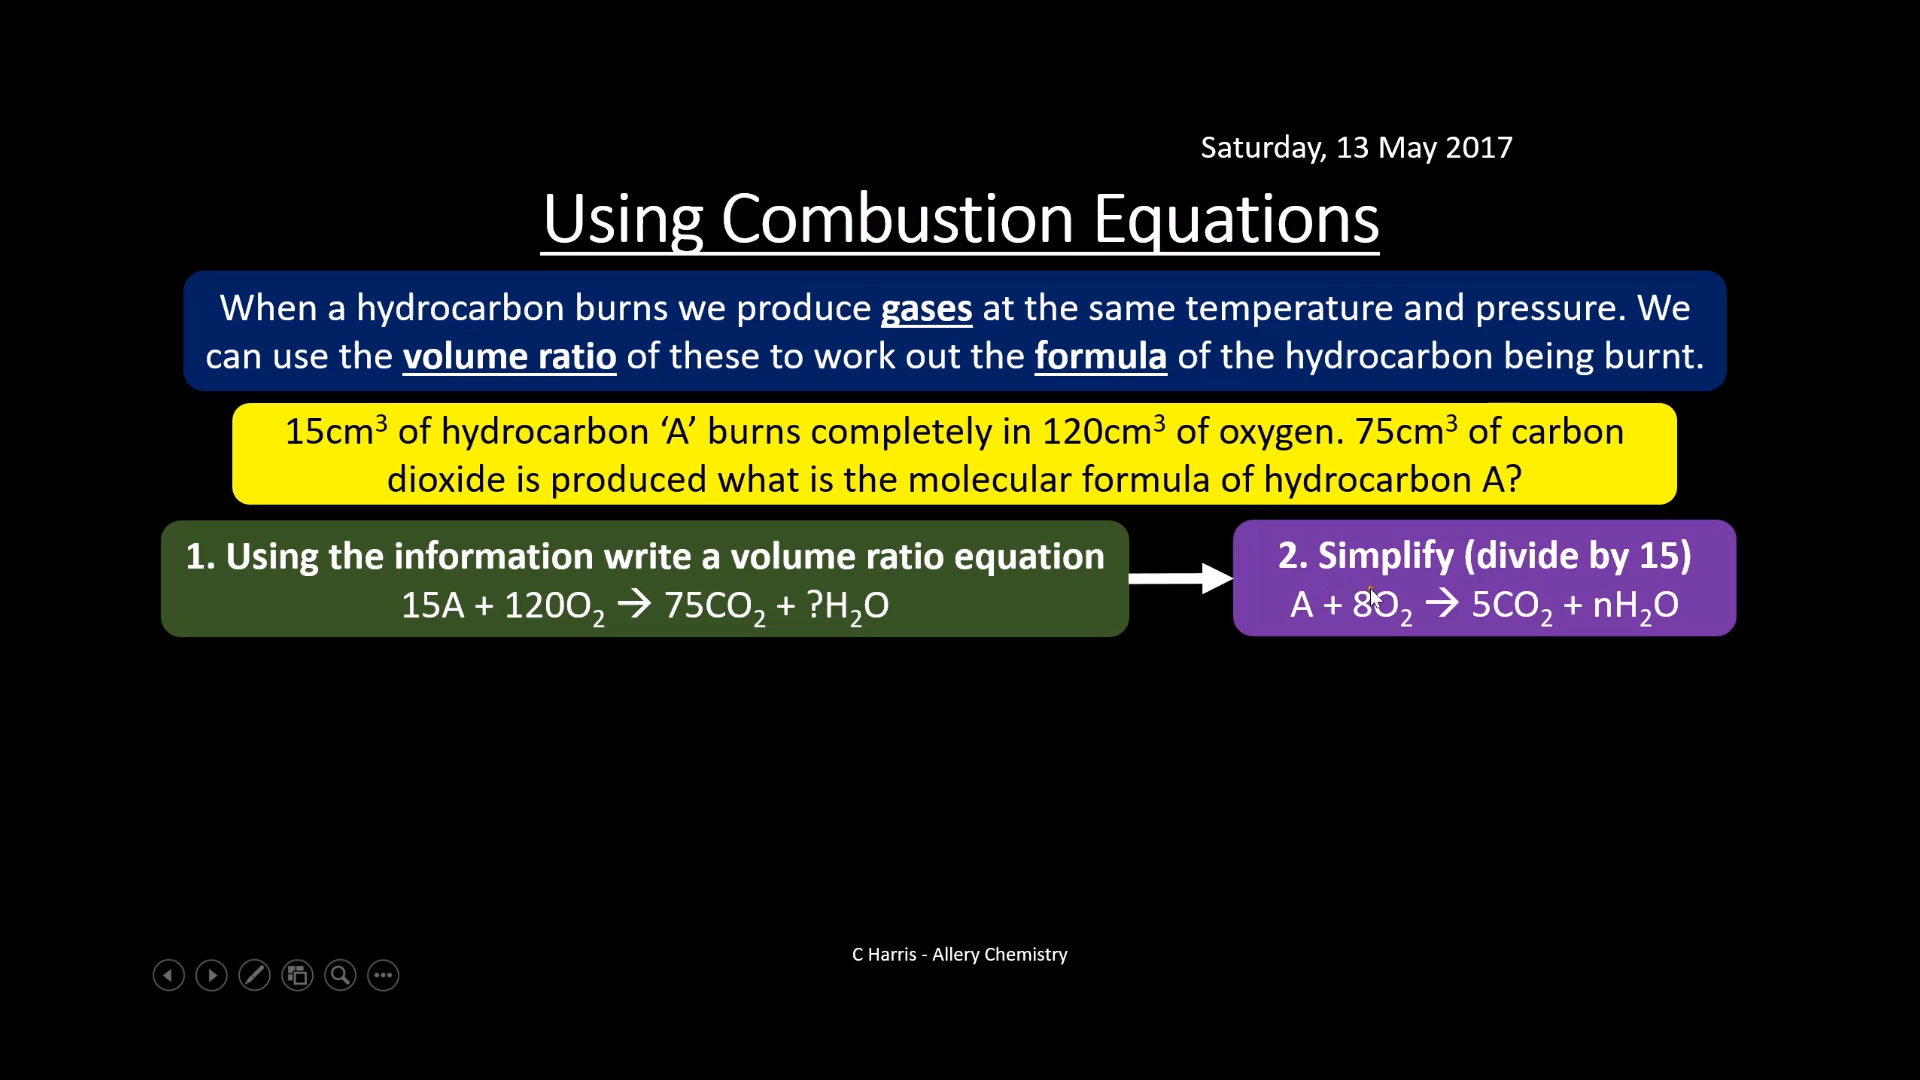 Saturday, 13 May 2017
Using Combustion Equations
When a hydrocarbon burns we produce gases at the same temperature and pressure. We
can use the volume ratio of these to work out the formula of the hydrocarbon being burnt.
15cm³ of hydrocarbon ‘A’ burns completely in 120cm³ of oxygen. 75cm³ of carbon
dioxide is produced what is the molecular formula of hydrocarbon A?
1. Using the information write a volume ratio equation
15A + 120O₂ → 75CO₂ + ?H₂O
2. Simplify (divide by 15)
A + 8O₂ → 5CO₂ + nH₂O
C Harris - Allery Chemistry